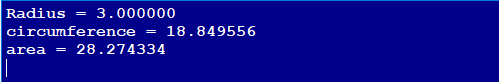 Radius = 3.000000
circumference = 18.849556
area = 28.274334